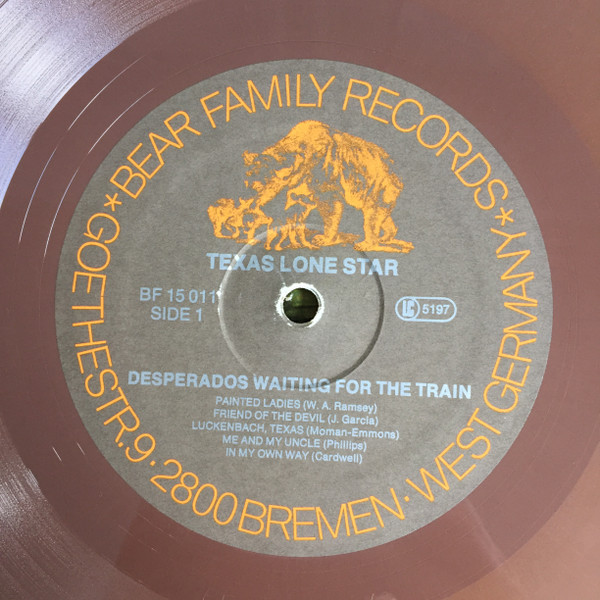 *BEAR FAMILY RECORDS*
GOETHESTR.9·2800 BREMEN·WEST GERMANY
TEXAS LONE STAR
BF 15 011
SIDE 1
LC 5197
DESPERADOS WAITING FOR THE TRAIN
PAINTED LADIES (W. A. Ramsey)
FRIEND OF THE DEVIL (J. Garcia)
LUCKENBACH, TEXAS (Moman-Emmons)
ME AND MY UNCLE (Phillips)
IN MY OWN WAY (Cardwell)